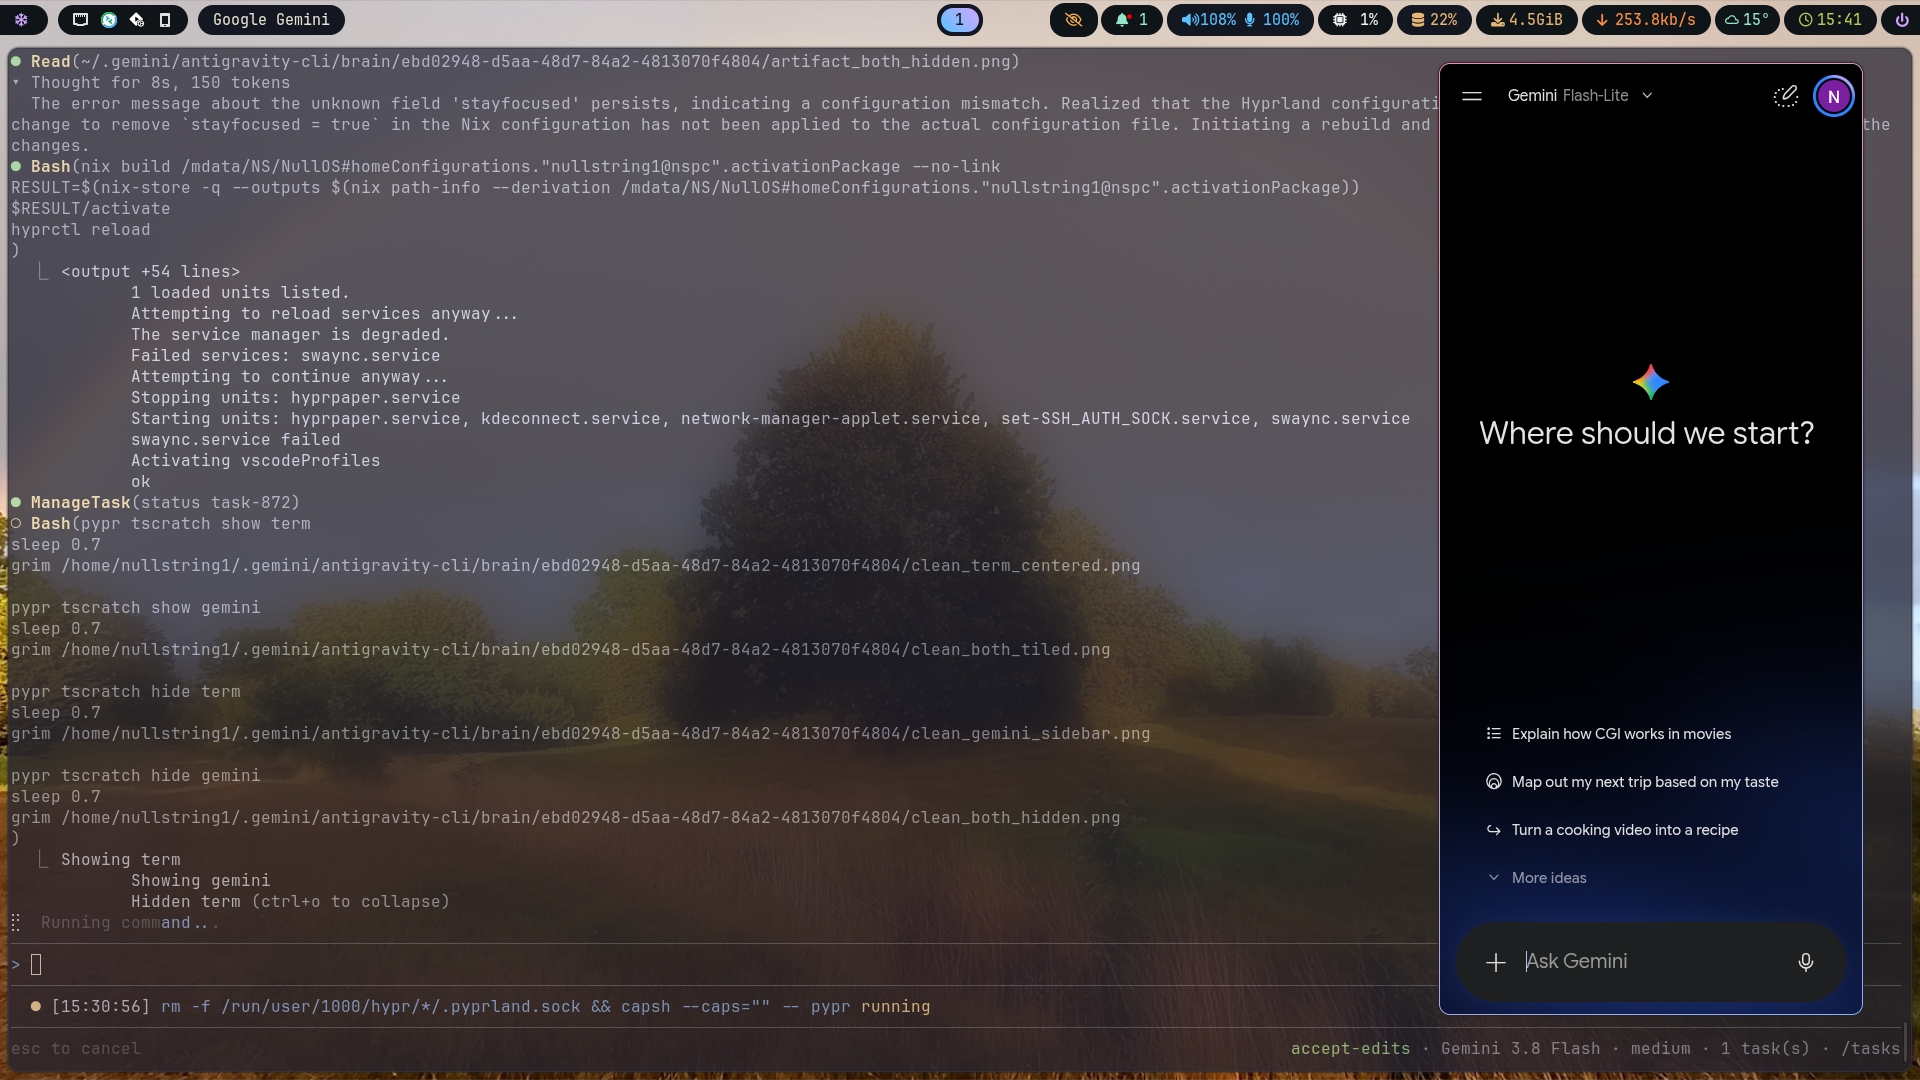 Google Gemini
1
1
108% 100%
1%
22%
4.5GiB
253.8kb/s
15°
15:41
● Read(~/.gemini/antigravity-cli/brain/ebd02948-d5aa-48d7-84a2-4813070f4804/artifact_both_hidden.png)
▾ Thought for 8s, 150 tokens
The error message about the unknown field 'stayfocused' persists, indicating a configuration mismatch. Realized that the Hyprland configurati
change to remove `stayfocused = true` in the Nix configuration has not been applied to the actual configuration file. Initiating a rebuild and the
changes.
● Bash(nix build /mdata/NS/NullOS#homeConfigurations."nullstring1@nspc".activationPackage --no-link
RESULT=$(nix-store -q --outputs $(nix path-info --derivation /mdata/NS/NullOS#homeConfigurations."nullstring1@nspc".activationPackage))
$RESULT/activate
hyprctl reload
)
<output +54 lines>
1 loaded units listed.
Attempting to reload services anyway...
The service manager is degraded.
Failed services: swaync.service
Attempting to continue anyway...
Stopping units: hyprpaper.service
Starting units: hyprpaper.service, kdeconnect.service, network-manager-applet.service, set-SSH_AUTH_SOCK.service, swaync.service
swaync.service failed
Activating vscodeProfiles
ok
● ManageTask(status task-872)
○ Bash(pypr tscratch show term
sleep 0.7
grim /home/nullstring1/.gemini/antigravity-cli/brain/ebd02948-d5aa-48d7-84a2-4813070f4804/clean_term_centered.png
pypr tscratch show gemini
sleep 0.7
grim /home/nullstring1/.gemini/antigravity-cli/brain/ebd02948-d5aa-48d7-84a2-4813070f4804/clean_both_tiled.png
pypr tscratch hide term
sleep 0.7
grim /home/nullstring1/.gemini/antigravity-cli/brain/ebd02948-d5aa-48d7-84a2-4813070f4804/clean_gemini_sidebar.png
pypr tscratch hide gemini
sleep 0.7
grim /home/nullstring1/.gemini/antigravity-cli/brain/ebd02948-d5aa-48d7-84a2-4813070f4804/clean_both_hidden.png
)
Showing term
Showing gemini
Hidden term (ctrl+o to collapse)
Running command...
>
● [15:30:56] rm -f /run/user/1000/hypr/*/.pyprland.sock && capsh --caps="" -- pypr running
esc to cancel
accept-edits · Gemini 3.8 Flash · medium · 1 task(s) · /tasks
Gemini Flash-Lite
N
Where should we start?
Explain how CGI works in movies
Map out my next trip based on my taste
Turn a cooking video into a recipe
More ideas
Ask Gemini